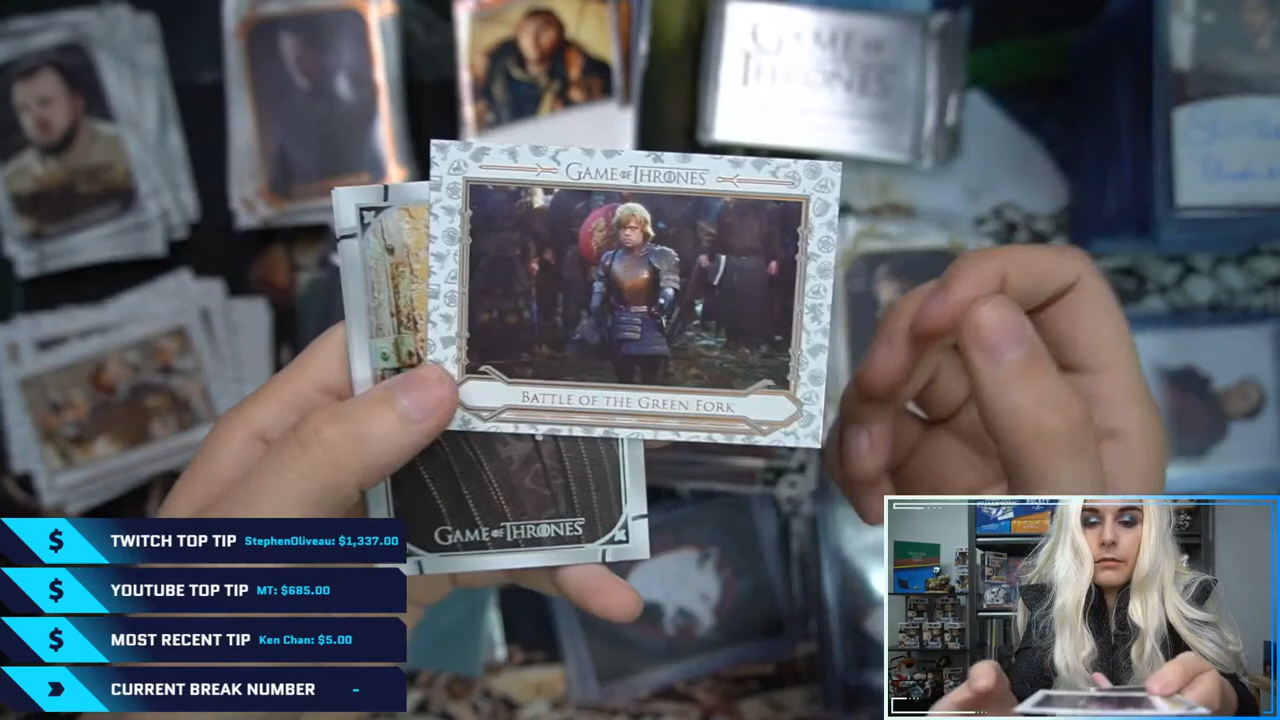 GAME OF THRONES
GAME OF THRONES
BATTLE OF THE GREEN FORK
GAME OF THRONES
TWITCH TOP TIP StephenOliveau: $1,337.00
YOUTUBE TOP TIP MT: $685.00
MOST RECENT TIP Ken Chan: $5.00
CURRENT BREAK NUMBER -